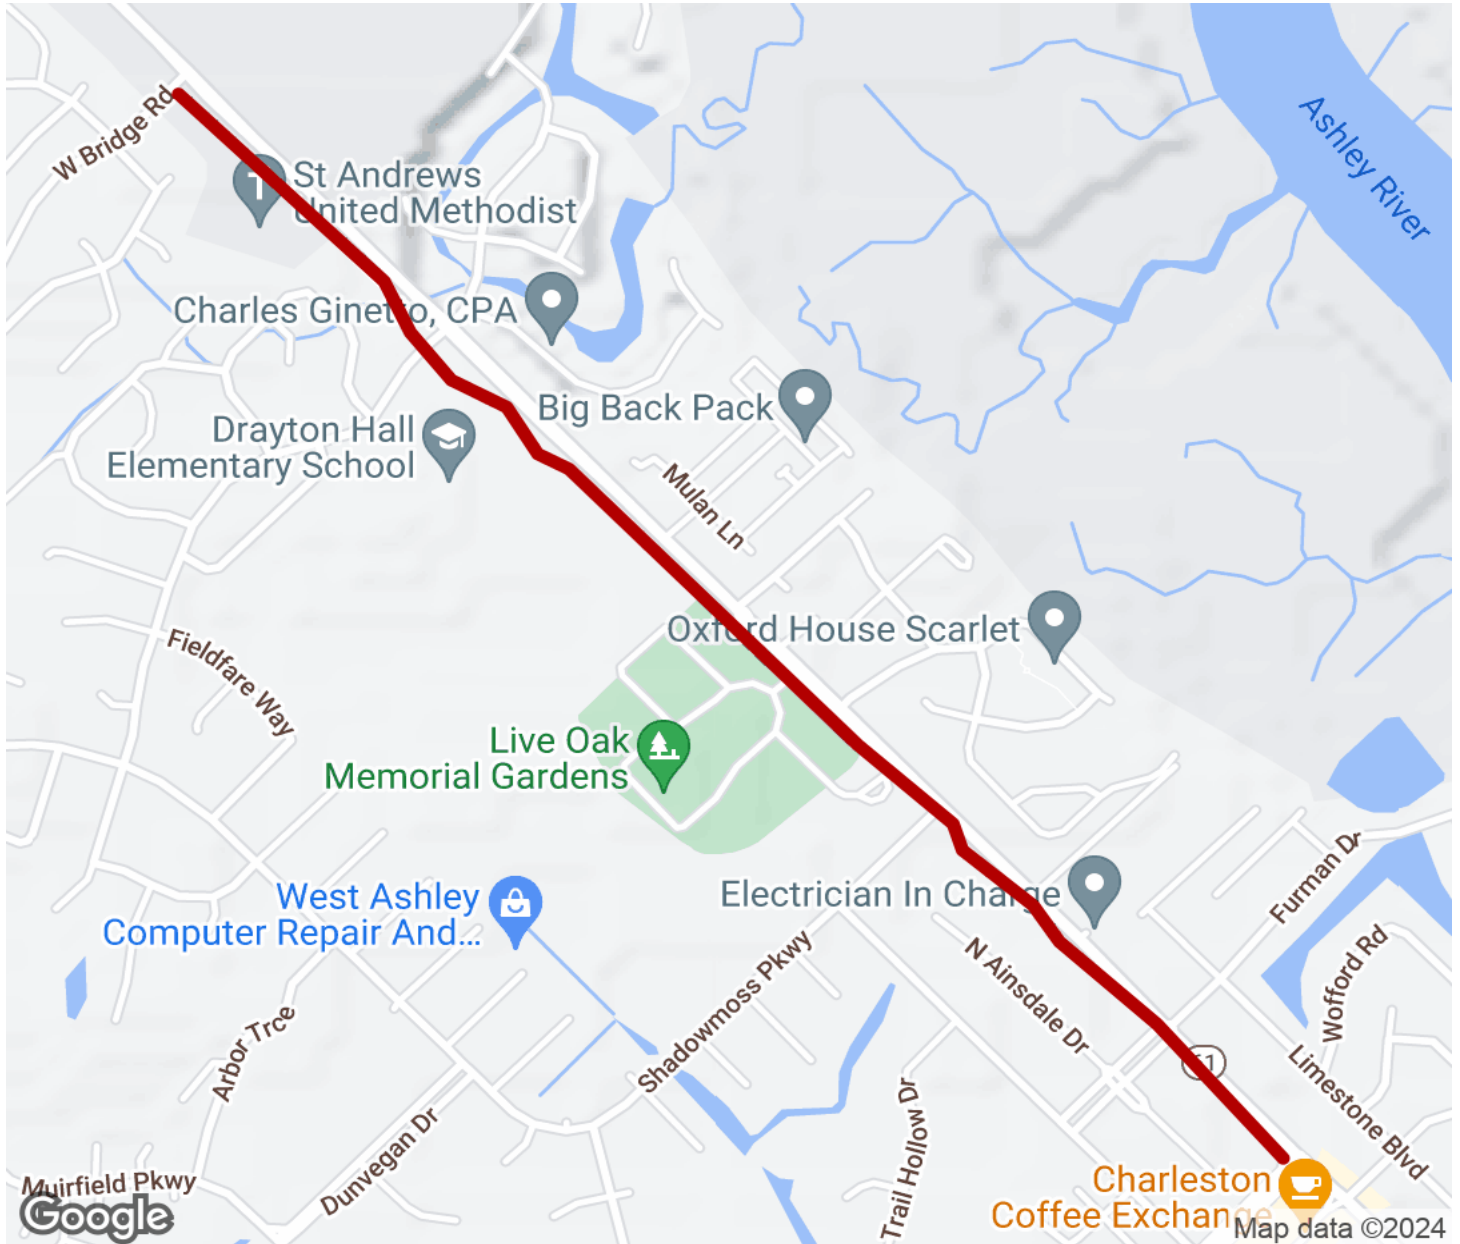 W Bridge Rd
St Andrews
United Methodist
Ashley River
Charles Ginetto, CPA
Big Back Pack
Drayton Hall
Elementary School
Mulan Ln
Oxford House Scarlet
Fieldfare Way
Live Oak
Memorial Gardens
West Ashley
Computer Repair And...
Electrician In Charge
Furman Dr
Shadowmoss Pkwy
N Ainsdale Dr
Wofford Rd
Arbor Trce
61
Limestone Blvd
Dunvegan Dr
Trail Hollow Dr
Muirfield Pkwy
Charleston
Coffee Exchange
Google
Map data ©2024